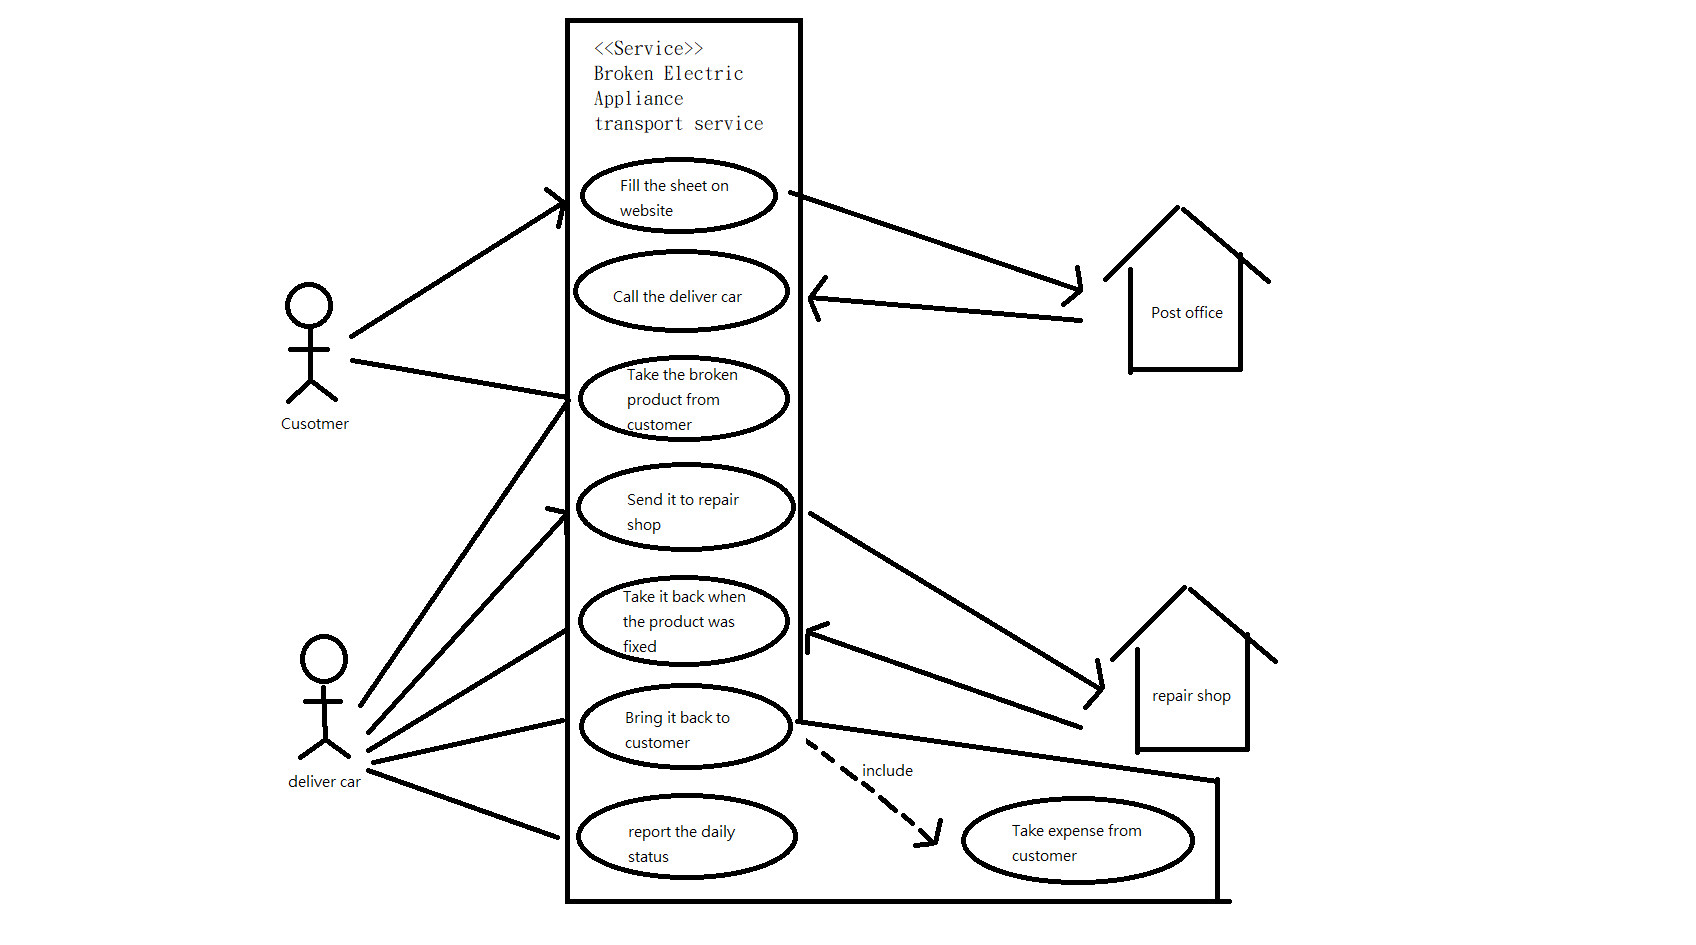 <<Service>>
Broken Electric
Appliance
transport service
Fill the sheet on
website
Call the deliver car
Post office
Take the broken
product from
customer
Cusotmer
Send it to repair
shop
Take it back when
the product was
fixed
repair shop
Bring it back to
customer
deliver car
include
report the daily
status
Take expense from
customer